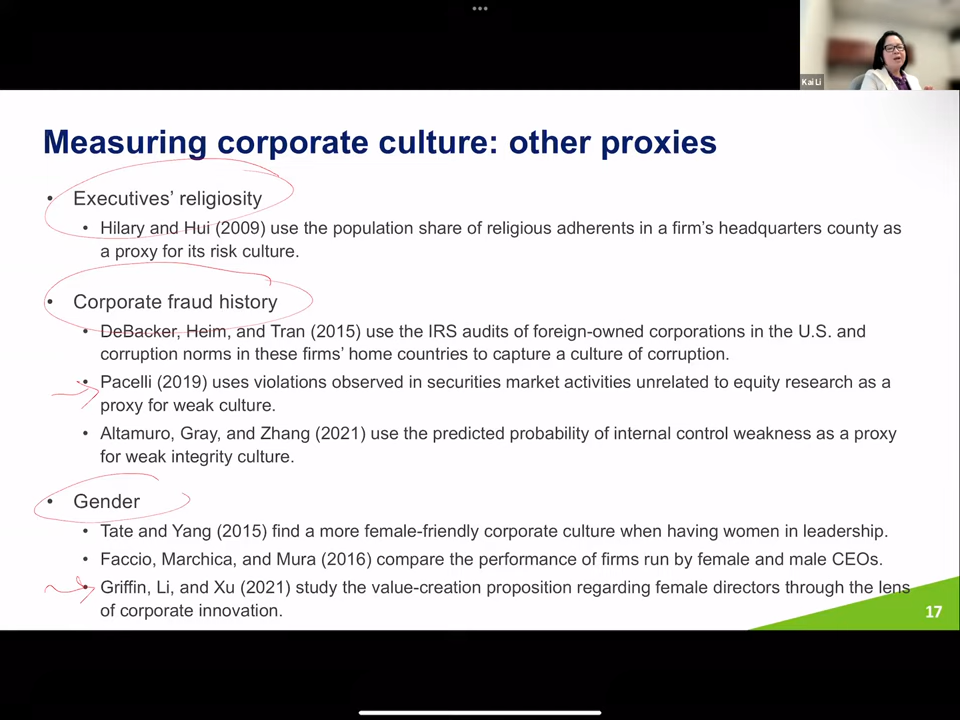 Kai Li
Measuring corporate culture: other proxies
• Executives’ religiosity
• Hilary and Hui (2009) use the population share of religious adherents in a firm’s headquarters county as
a proxy for its risk culture.
• Corporate fraud history
• DeBacker, Heim, and Tran (2015) use the IRS audits of foreign-owned corporations in the U.S. and
corruption norms in these firms’ home countries to capture a culture of corruption.
• Pacelli (2019) uses violations observed in securities market activities unrelated to equity research as a
proxy for weak culture.
• Altamuro, Gray, and Zhang (2021) use the predicted probability of internal control weakness as a proxy
for weak integrity culture.
• Gender
• Tate and Yang (2015) find a more female-friendly corporate culture when having women in leadership.
• Faccio, Marchica, and Mura (2016) compare the performance of firms run by female and male CEOs.
• Griffin, Li, and Xu (2021) study the value-creation proposition regarding female directors through the lens
of corporate innovation.
17